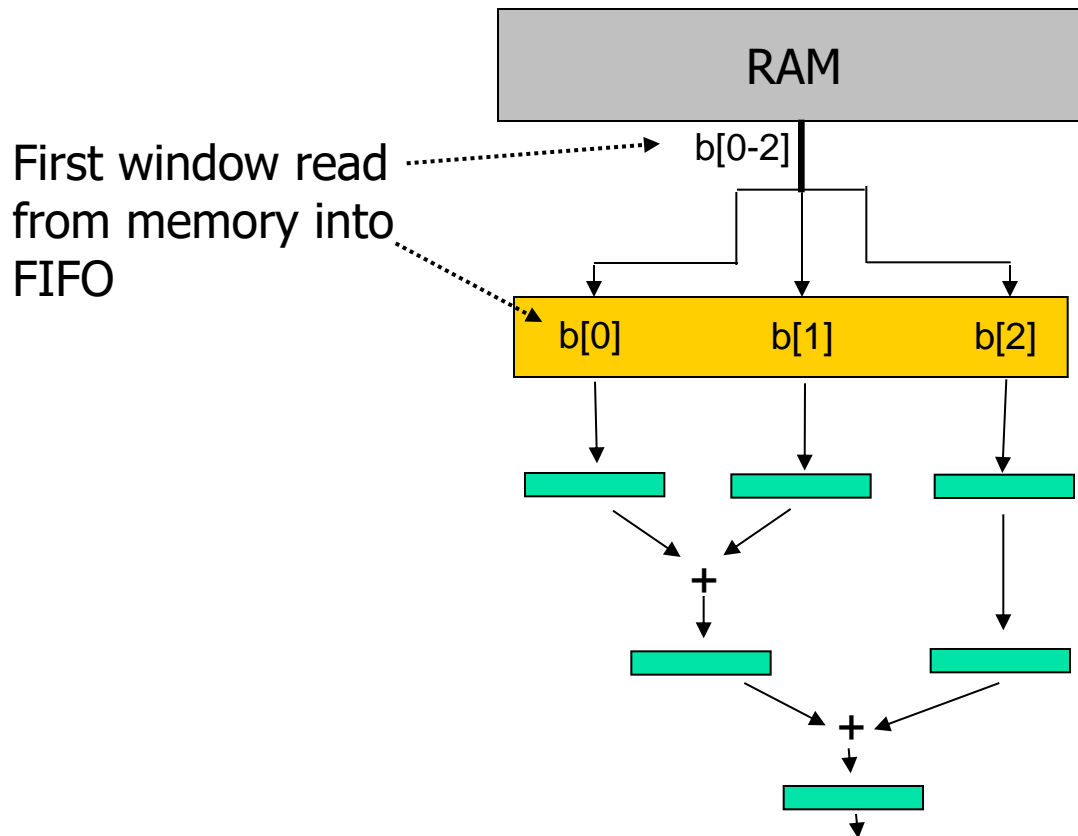 RAM
First window read
from memory into
FIFO
b[0-2]
b[0] b[1] b[2]
+
+